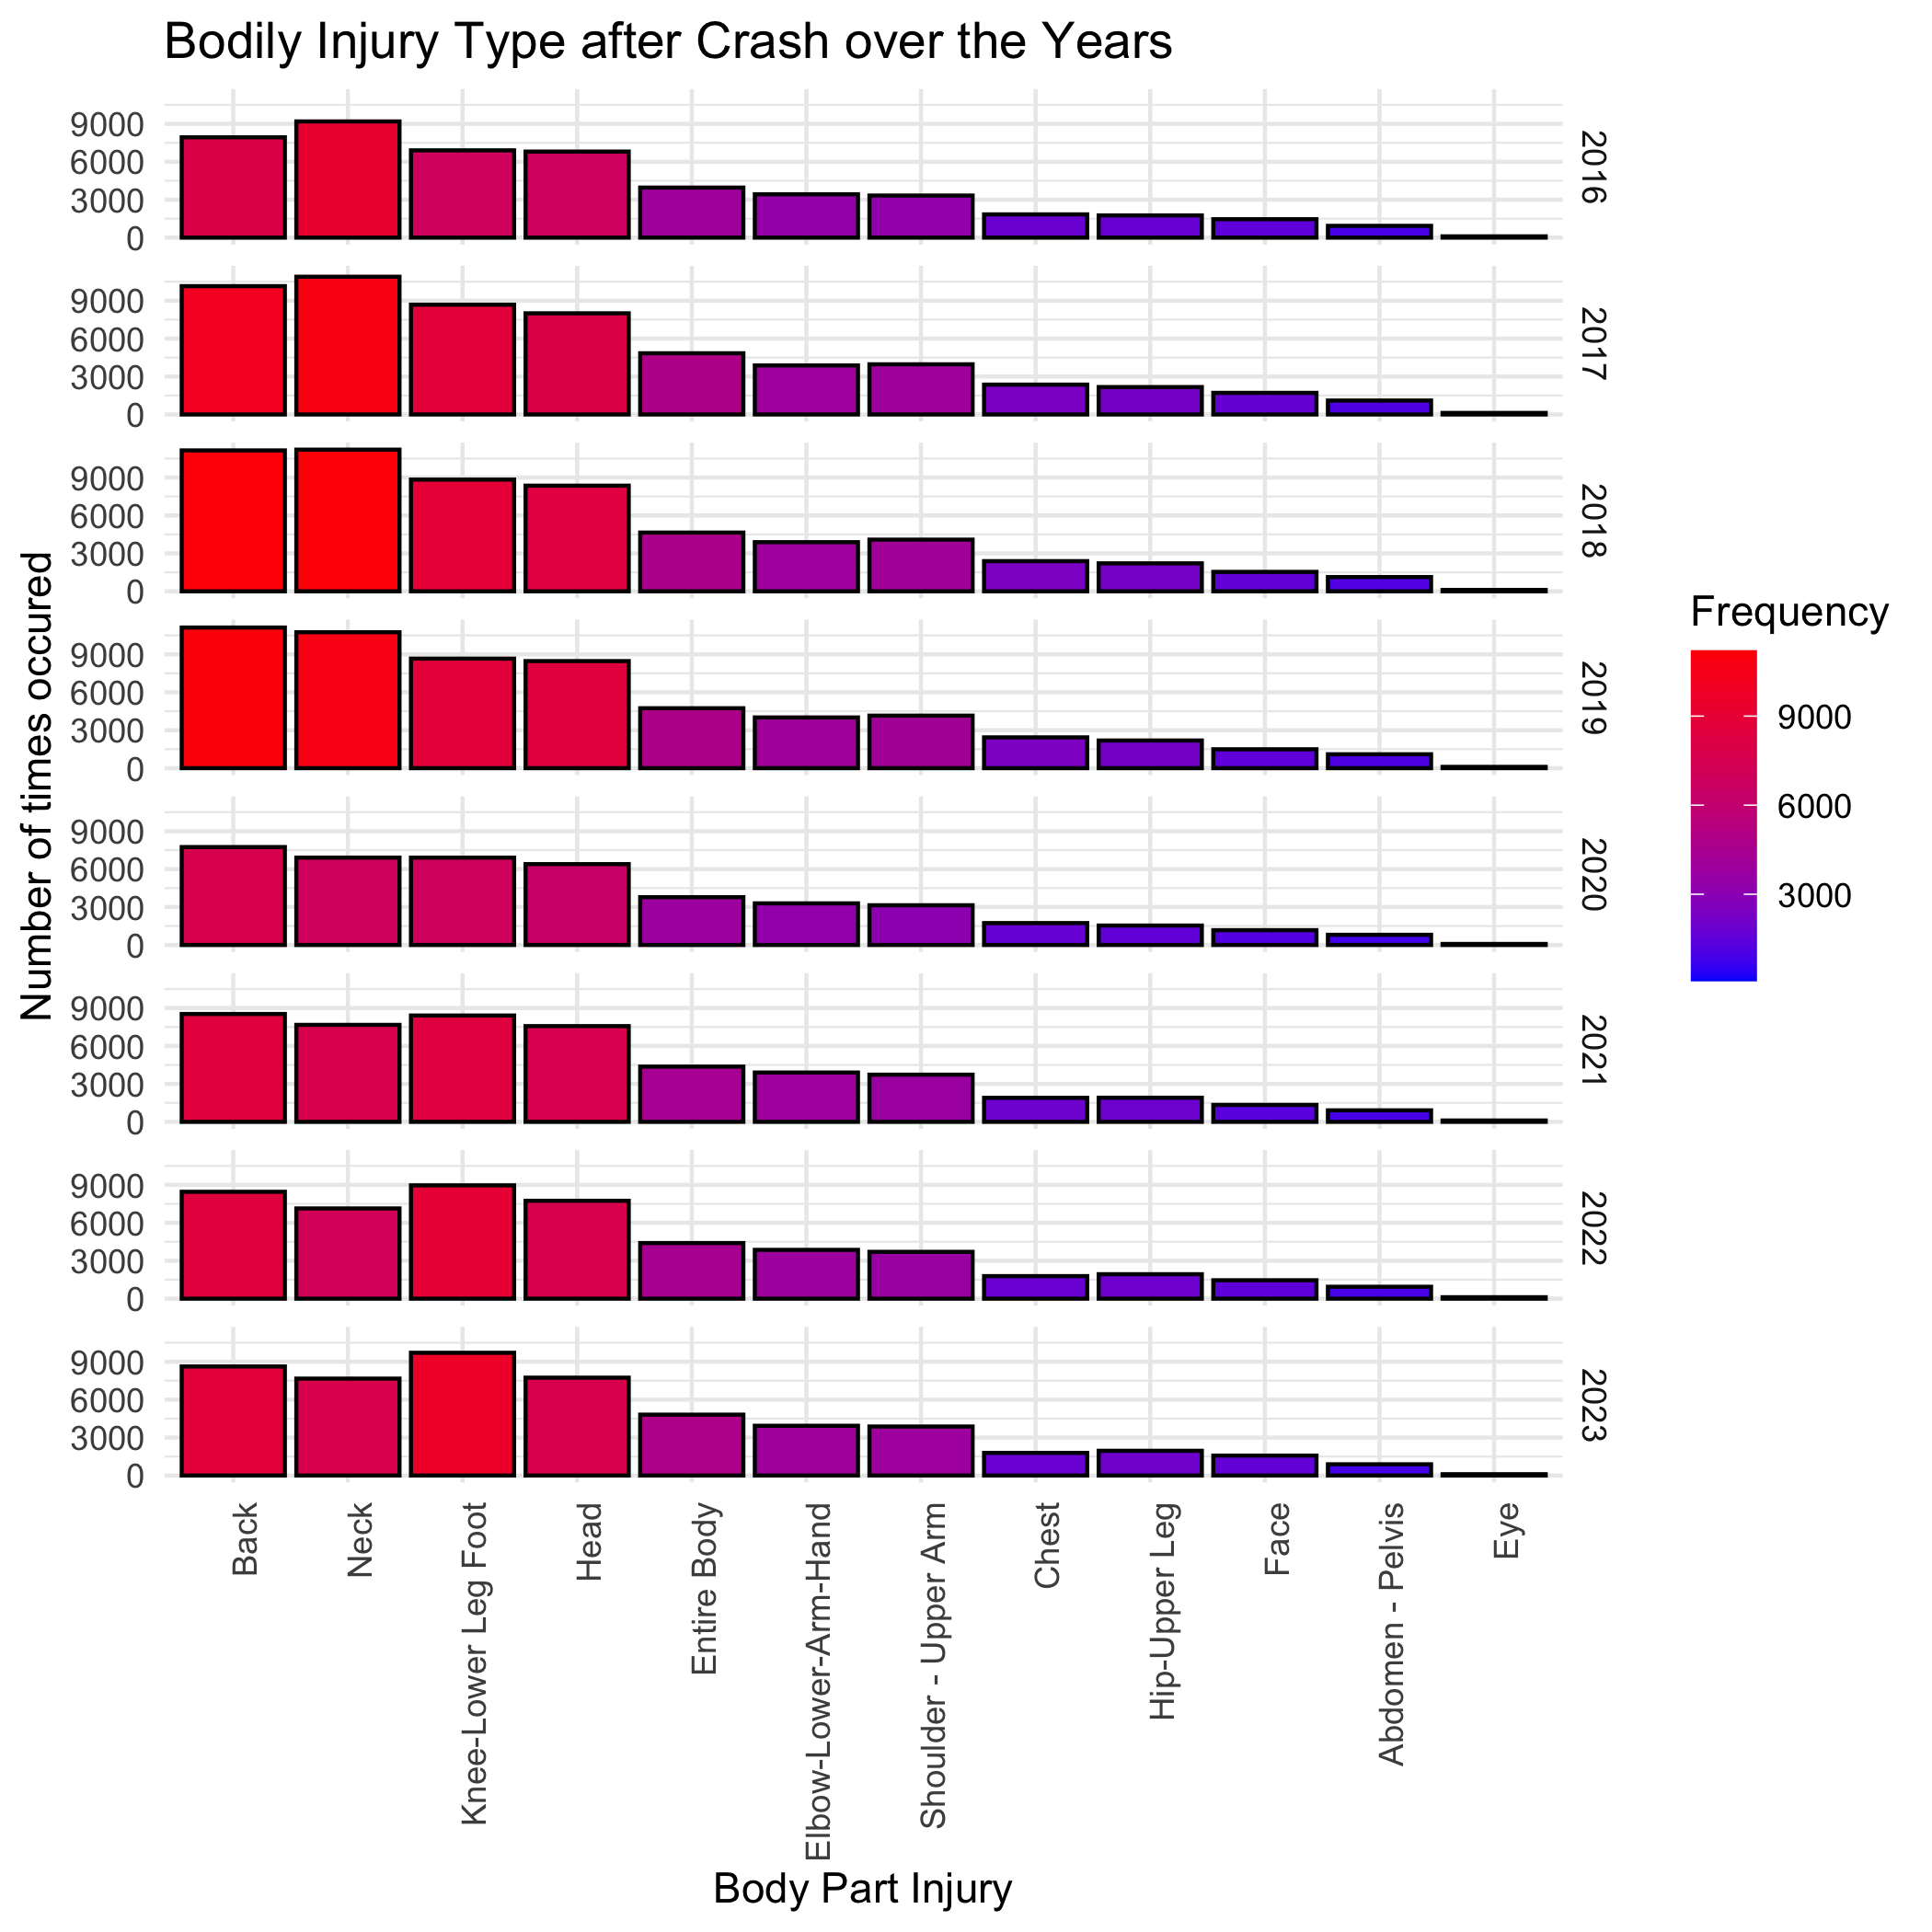 Bodily Injury Type after Crash over the Years
Number of times occured
9000
6000
3000
0
2016
9000
6000
3000
0
2017
9000
6000
3000
0
2018
9000
6000
3000
0
2019
9000
6000
3000
0
2020
9000
6000
3000
0
2021
9000
6000
3000
0
2022
9000
6000
3000
0
2023
Back
Neck
Knee-Lower Leg Foot
Head
Entire Body
Elbow-Lower-Arm-Hand
Shoulder - Upper Arm
Chest
Hip-Upper Leg
Face
Abdomen - Pelvis
Eye
Body Part Injury
Frequency
9000
6000
3000